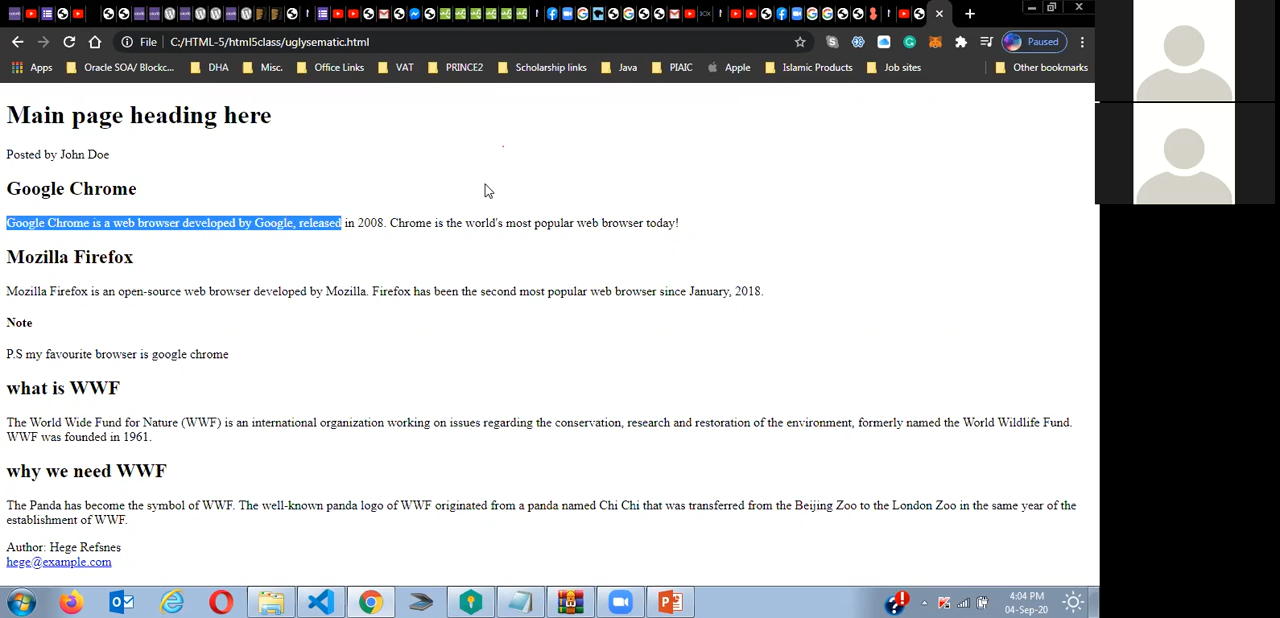 File C:/HTML-5/html5class/uglysematic.html Paused
Apps Oracle SOA/ Blockc... DHA Misc. Office Links VAT PRINCE2 Scholarship links Java PIAIC Apple Islamic Products Job sites Other bookmarks
Main page heading here
Posted by John Doe
Google Chrome
Google Chrome is a web browser developed by Google, released in 2008. Chrome is the world's most popular web browser today!
Mozilla Firefox
Mozilla Firefox is an open-source web browser developed by Mozilla. Firefox has been the second most popular web browser since January, 2018.
Note
P.S my favourite browser is google chrome
what is WWF
The World Wide Fund for Nature (WWF) is an international organization working on issues regarding the conservation, research and restoration of the environment, formerly named the World Wildlife Fund.
WWF was founded in 1961.
why we need WWF
The Panda has become the symbol of WWF. The well-known panda logo of WWF originated from a panda named Chi Chi that was transferred from the Beijing Zoo to the London Zoo in the same year of the
establishment of WWF.
Author: Hege Refsnes
hege@example.com
4:04 PM
04-Sep-20